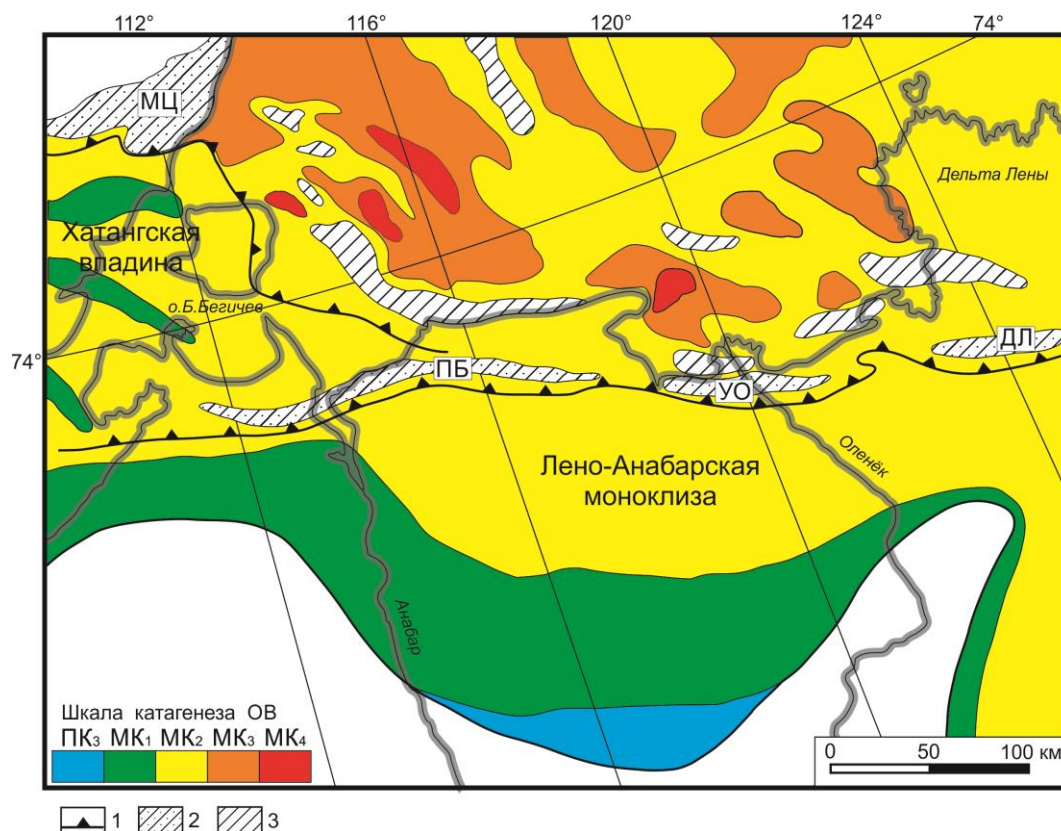 112°
116°
120°
124°
74°
МЦ
Дельта Лены
Хатангская
впадина
о.Б.Бегичев
74°
ПБ
УО
ДЛ
Лено-Анабарская
моноклиза
Оленёк
Анабар
Шкала катагенеза ОВ
ПК₃ МК₁ МК₂ МК₃ МК₄
0 50 100 км
1 2 3